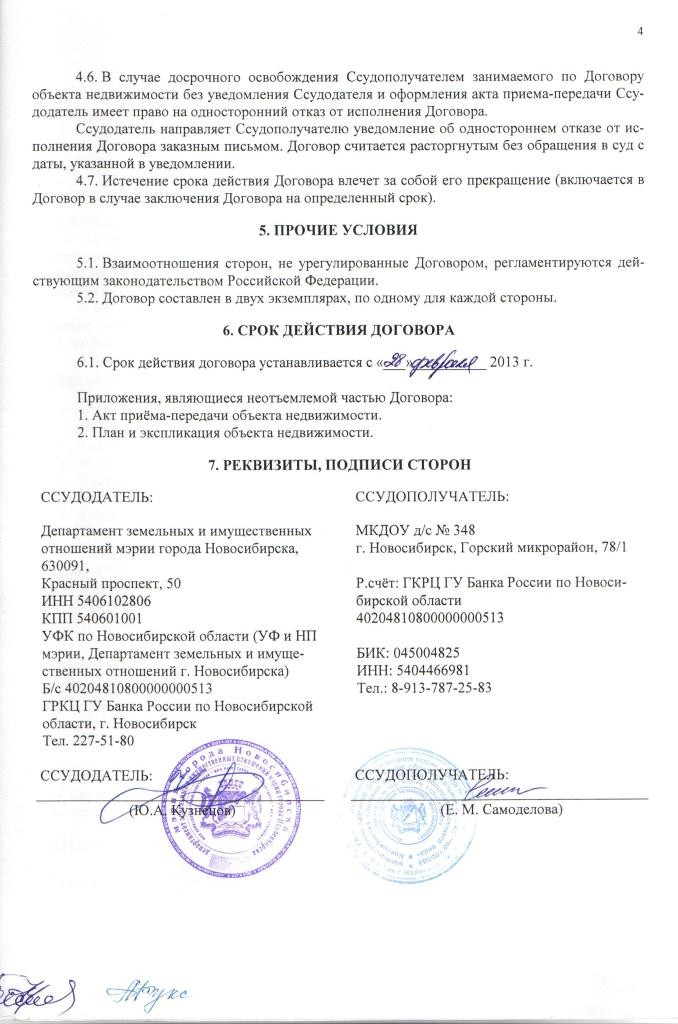 4
4.6. В случае досрочного освобождения Ссудополучателем занимаемого по Договору
объекта недвижимости без уведомления Ссудодателя и оформления акта приема-передачи Ссу-
додатель имеет право на односторонний отказ от исполнения Договора.
Ссудодатель направляет Ссудополучателю уведомление об одностороннем отказе от ис-
полнения Договора заказным письмом. Договор считается расторгнутым без обращения в суд с
даты, указанной в уведомлении.
4.7. Истечение срока действия Договора влечет за собой его прекращение (включается в
Договор в случае заключения Договора на определенный срок).
5. ПРОЧИЕ УСЛОВИЯ
5.1. Взаимоотношения сторон, не урегулированные Договором, регламентируются дей-
ствующим законодательством Российской Федерации.
5.2. Договор составлен в двух экземплярах, по одному для каждой стороны.
6. СРОК ДЕЙСТВИЯ ДОГОВОРА
6.1. Срок действия договора устанавливается с «28» февраля 2013 г.
Приложения, являющиеся неотъемлемой частью Договора:
1. Акт приёма-передачи объекта недвижимости.
2. План и экспликация объекта недвижимости.
7. РЕКВИЗИТЫ, ПОДПИСИ СТОРОН
ССУДОДАТЕЛЬ:
Департамент земельных и имущественных
отношений мэрии города Новосибирска,
630091,
Красный проспект, 50
ИНН 5406102806
КПП 540601001
УФК по Новосибирской области (УФ и НП
мэрии, Департамент земельных и имуще-
ственных отношений г. Новосибирска)
Б/с 40204810800000000513
ГРКЦ ГУ Банка России по Новосибирской
области, г. Новосибирск
Тел. 227-51-80
ССУДОДАТЕЛЬ:
(Ю.А. Кузнецов)
ССУДОПОЛУЧАТЕЛЬ:
МКДОУ д/с № 348
г. Новосибирск, Горский микрорайон, 78/1
Р.счёт: ГКРЦ ГУ Банка России по Новоси-
бирской области
40204810800000000513
БИК: 045004825
ИНН: 5404466981
Тел.: 8-913-787-25-83
ССУДОПОЛУЧАТЕЛЬ:
(Е. М. Самоделова)